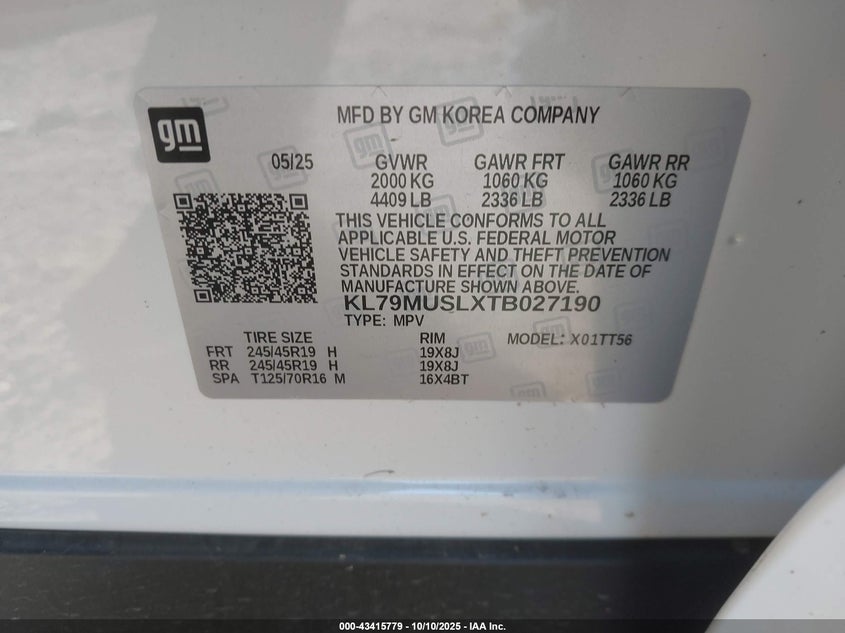 gm
MFD BY GM KOREA COMPANY
05/25 GVWR GAWR FRT GAWR RR
2000 KG 1060 KG 1060 KG
4409 LB 2336 LB 2336 LB
THIS VEHICLE CONFORMS TO ALL
APPLICABLE U.S. FEDERAL MOTOR
VEHICLE SAFETY AND THEFT PREVENTION
STANDARDS IN EFFECT ON THE DATE OF
MANUFACTURE SHOWN ABOVE.
KL79MUSLXTB027190
TYPE: MPV
TIRE SIZE RIM MODEL: X01TT56
FRT 245/45R19 H 19X8J
RR 245/45R19 H 19X8J
SPA T125/70R16 M 16X4BT
000-43415779 - 10/10/2025 - IAA Inc.